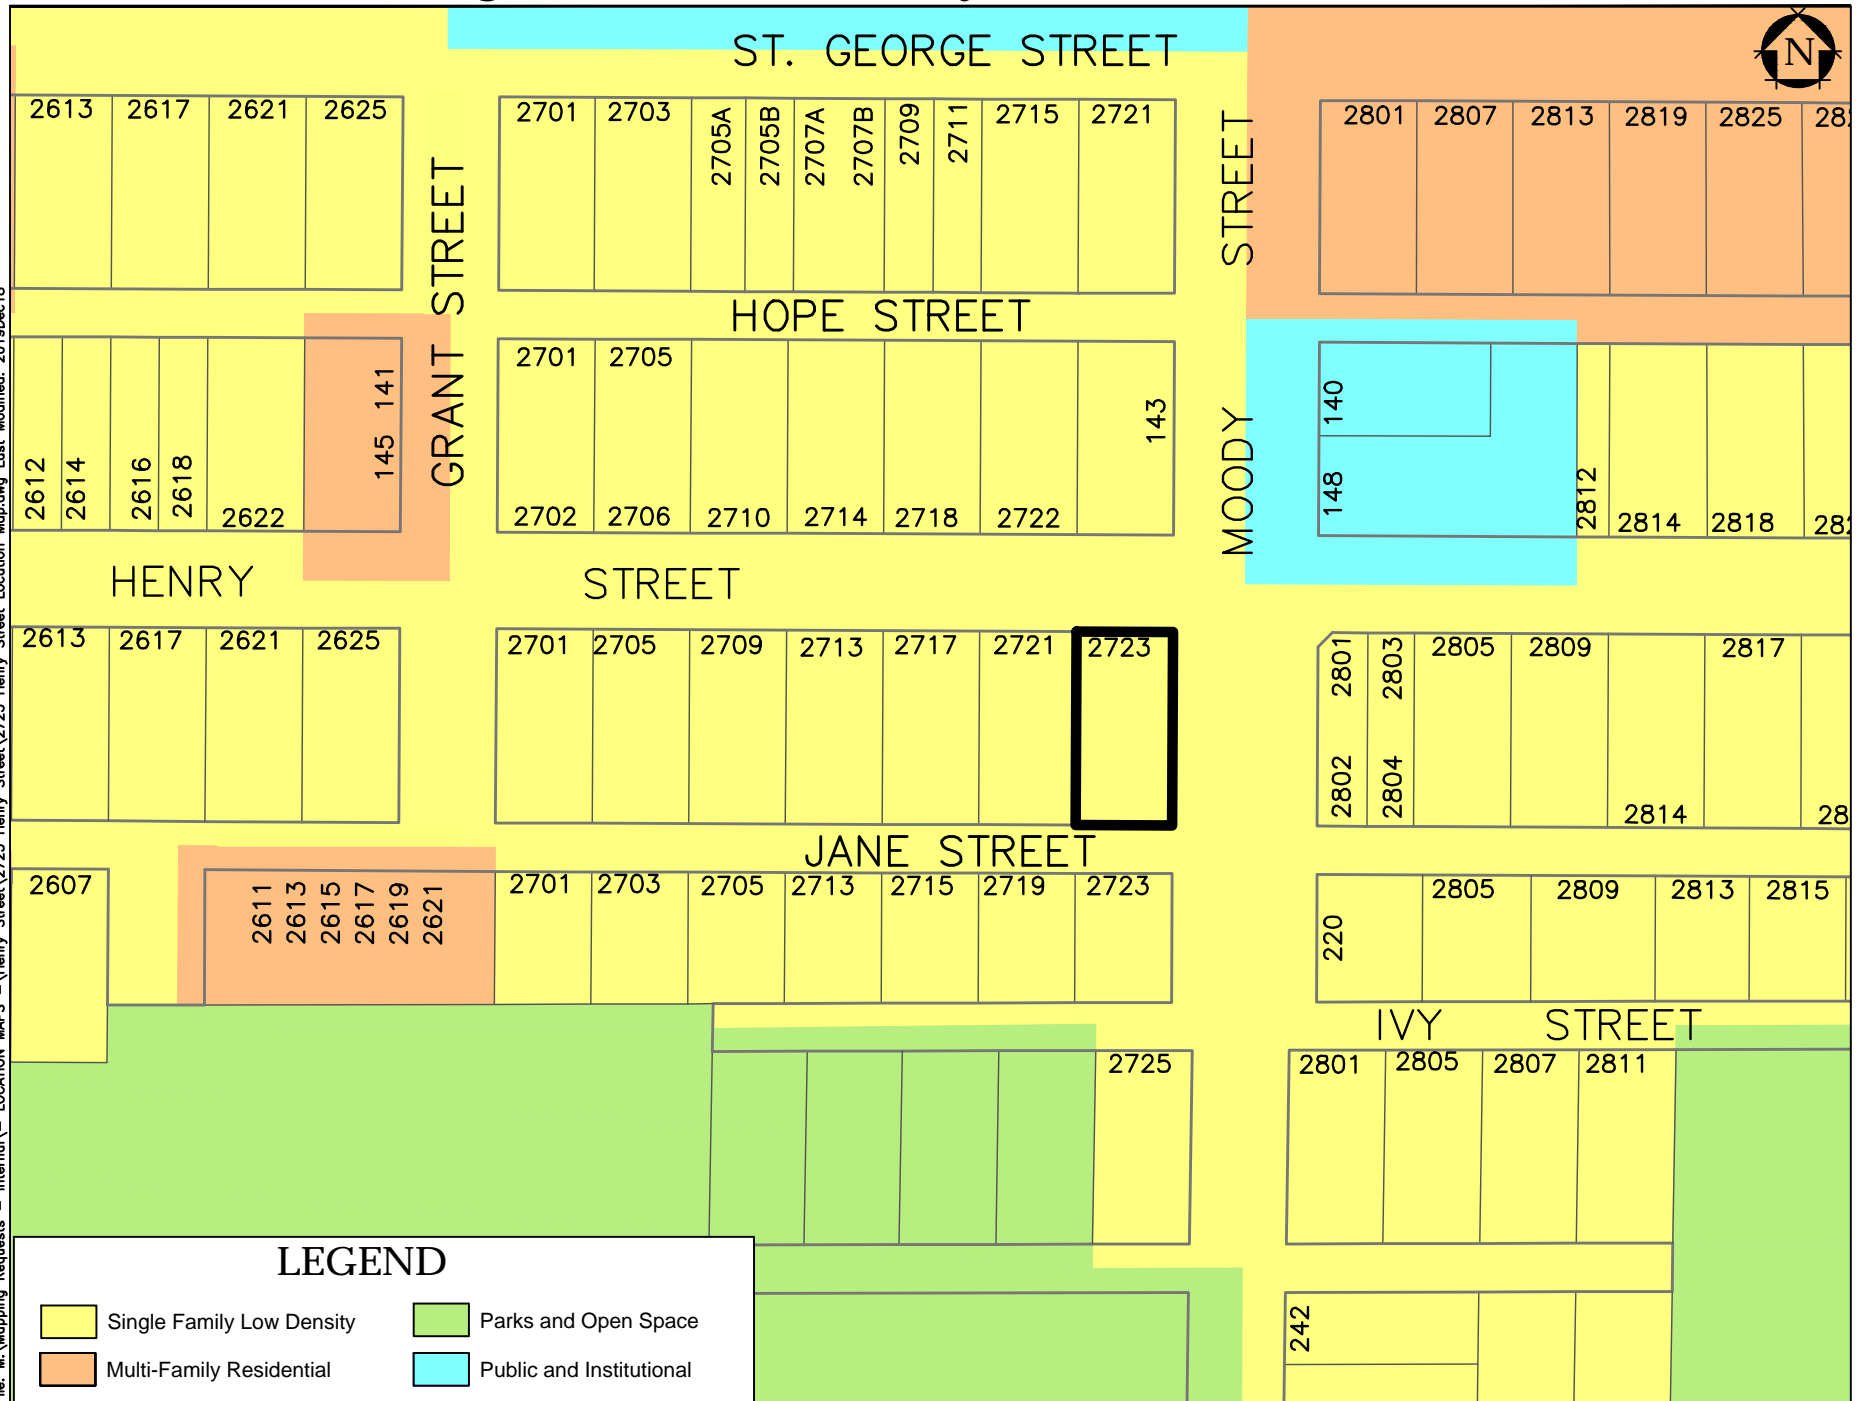 ST. GEORGE STREET
N
2613 2617 2621 2625
2701 2703 2705A 2705B 2707A 2707B 2709 2711 2715 2721
2801 2807 2813 2819 2825
GRANT STREET
MOODY STREET
HOPE STREET
2612 2614 2616 2618 2622 145 141
2701 2705
143
2702 2706 2710 2714 2718 2722
140
148
2812 2814 2818
HENRY STREET
2613 2617 2621 2625
2701 2705 2709 2713 2717 2721 2723
2801 2803 2805 2809 2817
2802 2804 2814
JANE STREET
2607
2611 2613 2615 2617 2619 2621
2701 2703 2705 2713 2715 2719 2723
220 2805 2809 2813 2815
IVY STREET
2725
2801 2805 2807 2811
242
LEGEND
Single Family Low Density
Parks and Open Space
Multi-Family Residential
Public and Institutional